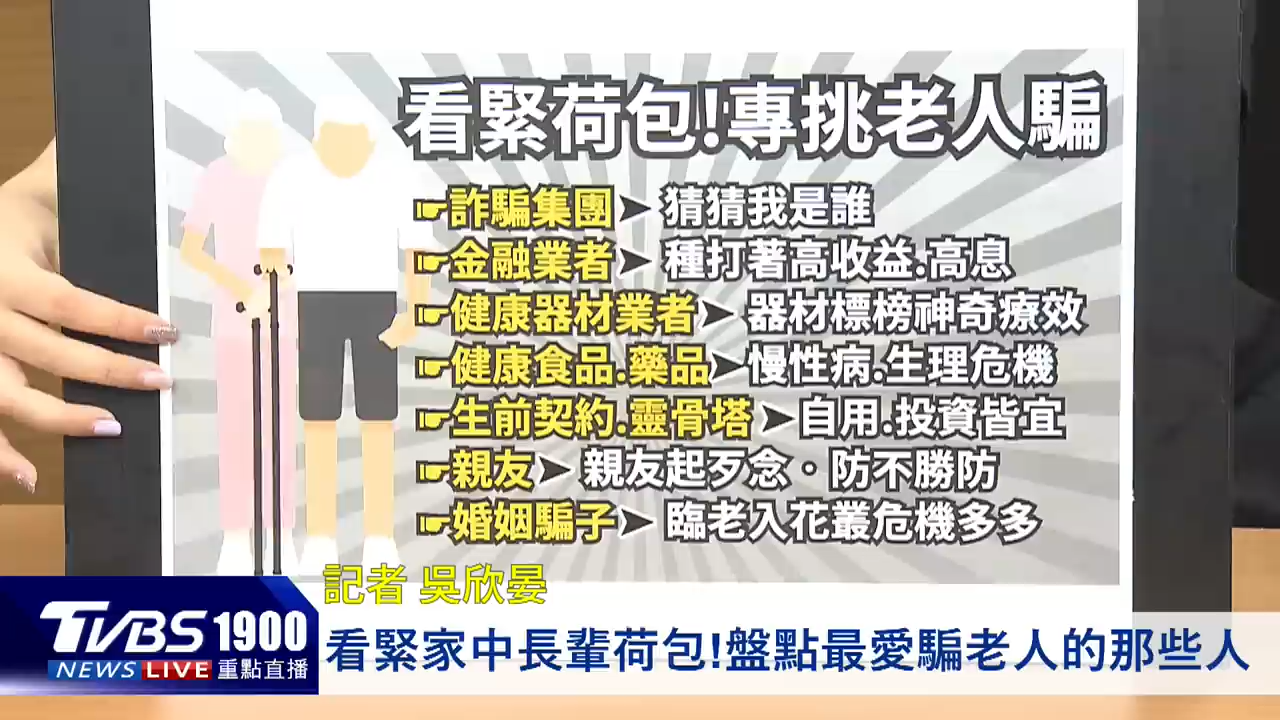 看緊荷包!專挑老人騙
☛詐騙集團➤ 猜猜我是誰
☛金融業者➤ 種打著高收益.高息
☛健康器材業者➤ 器材標榜神奇療效
☛健康食品.藥品➤慢性病.生理危機
☛生前契約.靈骨塔➤自用.投資皆宜
☛親友➤ 親友起歹念‧防不勝防
☛婚姻騙子➤ 臨老入花叢危機多多
記者 吳欣晏
TVBS 1900
NEWS LIVE 重點直播
看緊家中長輩荷包!盤點最愛騙老人的那些人